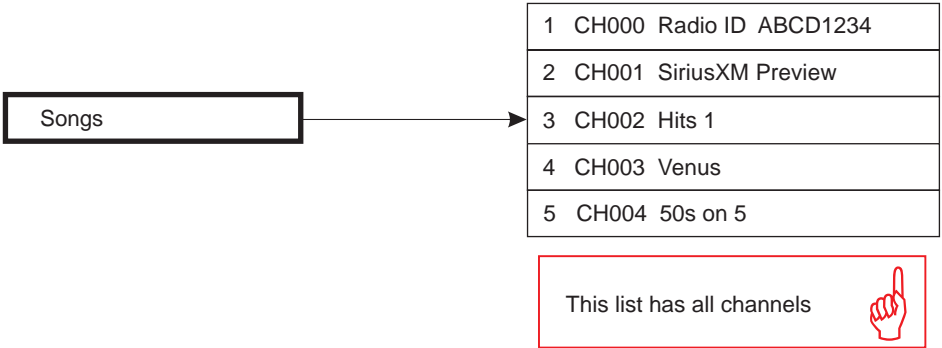 Songs
1 CH000 Radio ID ABCD1234
2 CH001 SiriusXM Preview
3 CH002 Hits 1
4 CH003 Venus
5 CH004 50s on 5
This list has all channels